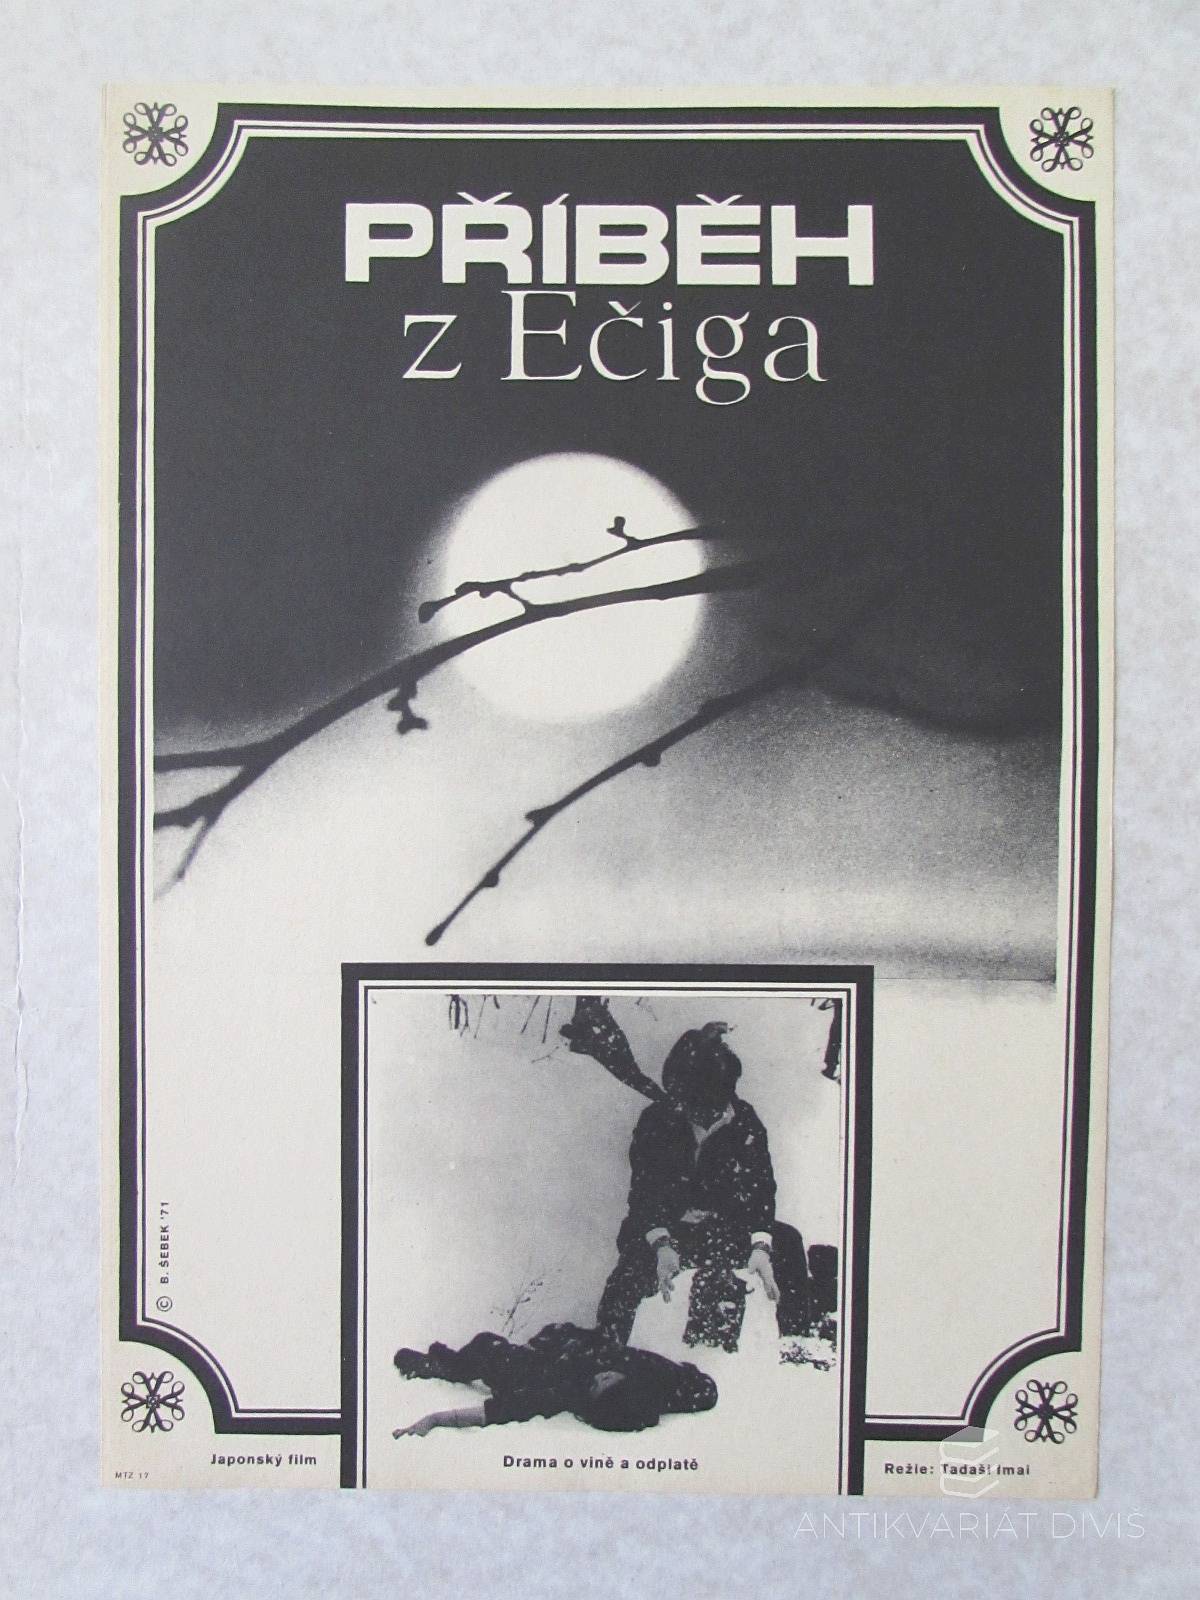 PŘÍBĚH
z Ečiga
© B. ŠEBEK '71
Japonský film
Drama o vině a odplatě
Režie: Tadaši Imai
MTZ 17
ANTIKVARIÁT DIVIŠ